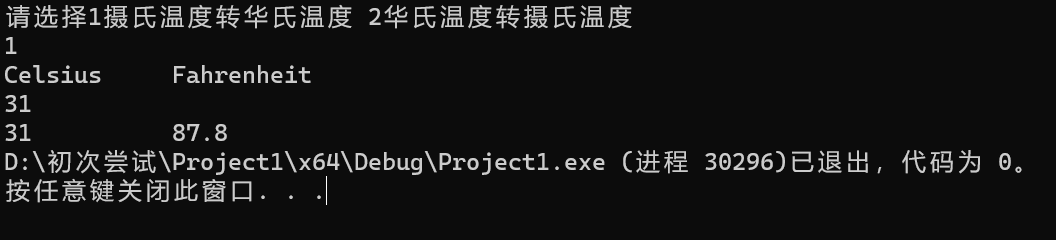 请选择1摄氏温度转华氏温度 2华氏温度转摄氏温度
1
Celsius     Fahrenheit
31
31          87.8
D:\初次尝试\Project1\x64\Debug\Project1.exe (进程 30296)已退出，代码为 0。
按任意键关闭此窗口. . .